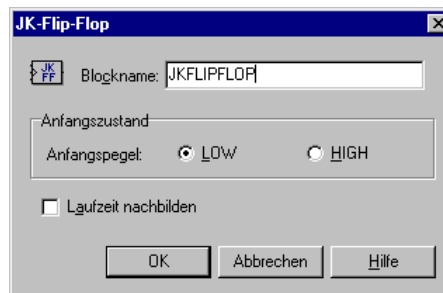 JK-Flip-Flop
JK
FF
Blockname: JKFLIPFLOP
Anfangszustand
Anfangspegel: LOW HIGH
Laufzeit nachbilden
OK Abbrechen Hilfe